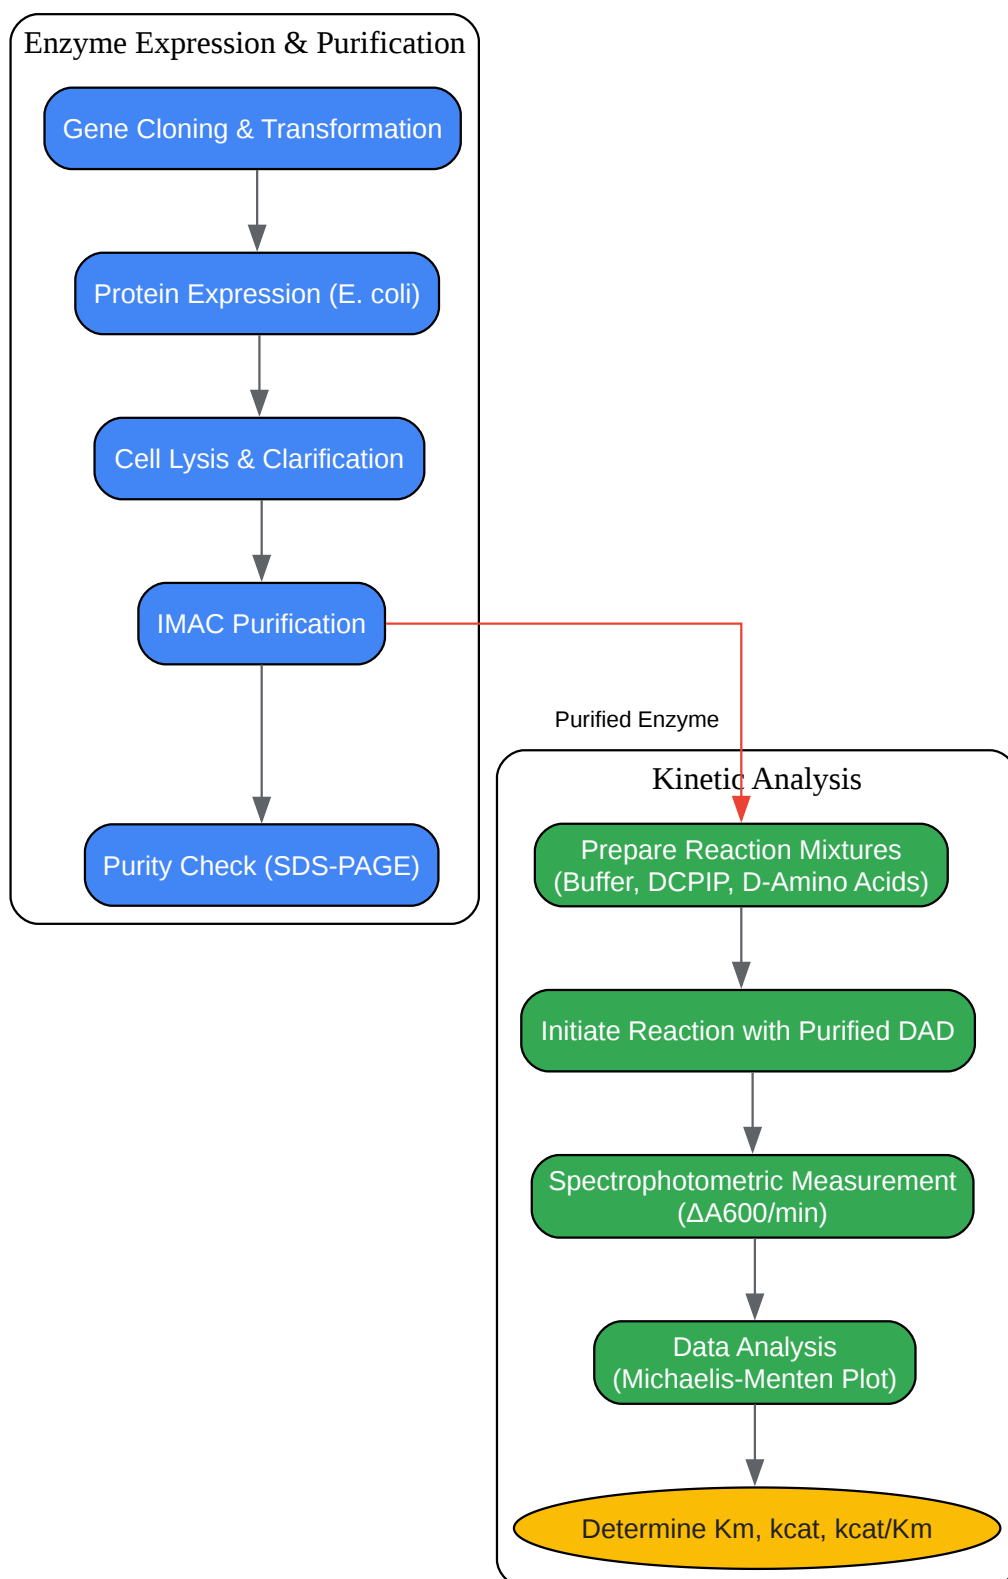 Enzyme Expression & Purification
Gene Cloning & Transformation
Protein Expression (E. coli)
Cell Lysis & Clarification
IMAC Purification
Purity Check (SDS-PAGE)
Purified Enzyme
Kinetic Analysis
Prepare Reaction Mixtures
(Buffer, DCPIP, D-Amino Acids)
Initiate Reaction with Purified DAD
Spectrophotometric Measurement
(ΔA600/min)
Data Analysis
(Michaelis-Menten Plot)
Determine Km, kcat, kcat/Km